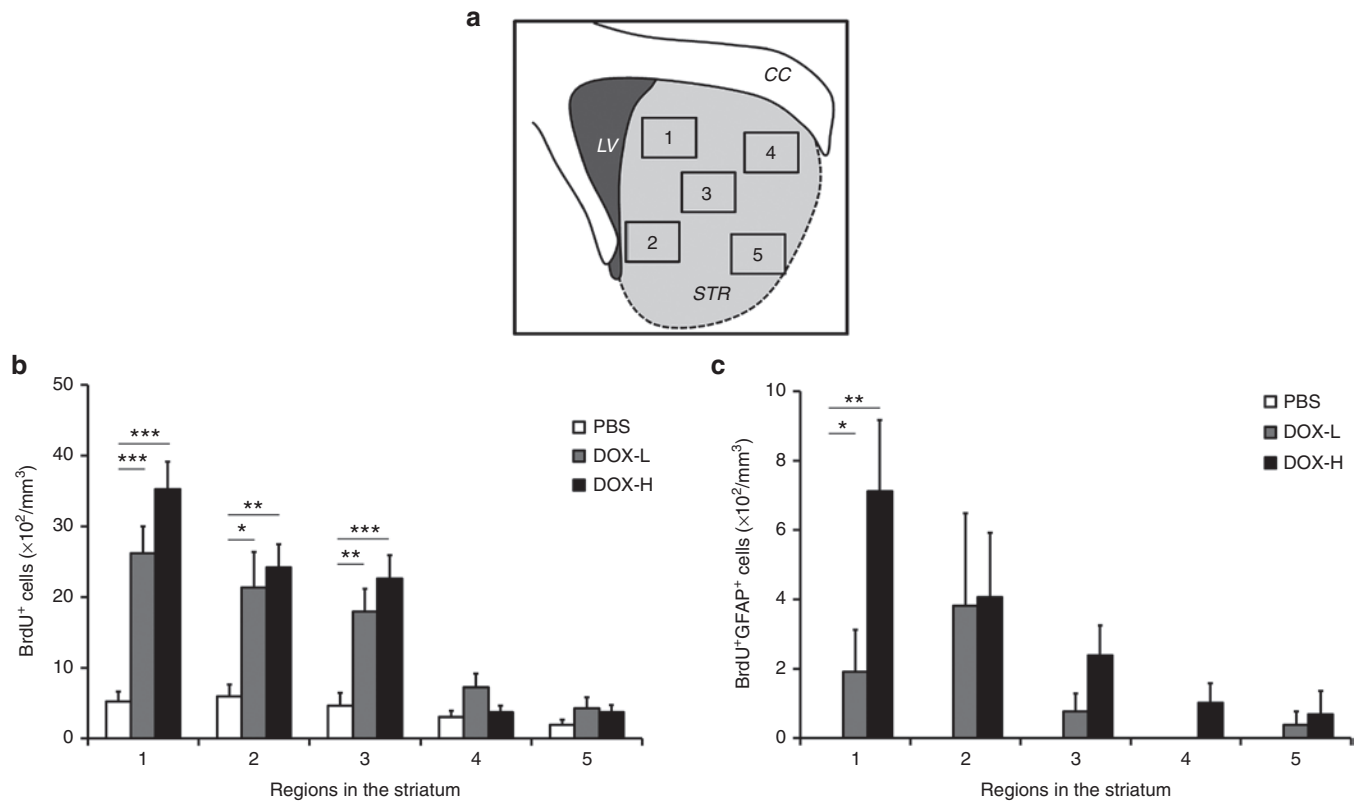 a
CC
LV
1
4
3
2
5
STR
b
50
40
30
20
10
0
BrdU⁺ cells (×10²/mm³)
***
***
**
*
***
**
PBS
DOX-L
DOX-H
1 2 3 4 5
Regions in the striatum
c
10
8
6
4
2
0
BrdU⁺GFAP⁺ cells (×10²/mm³)
**
*
PBS
DOX-L
DOX-H
1 2 3 4 5
Regions in the striatum